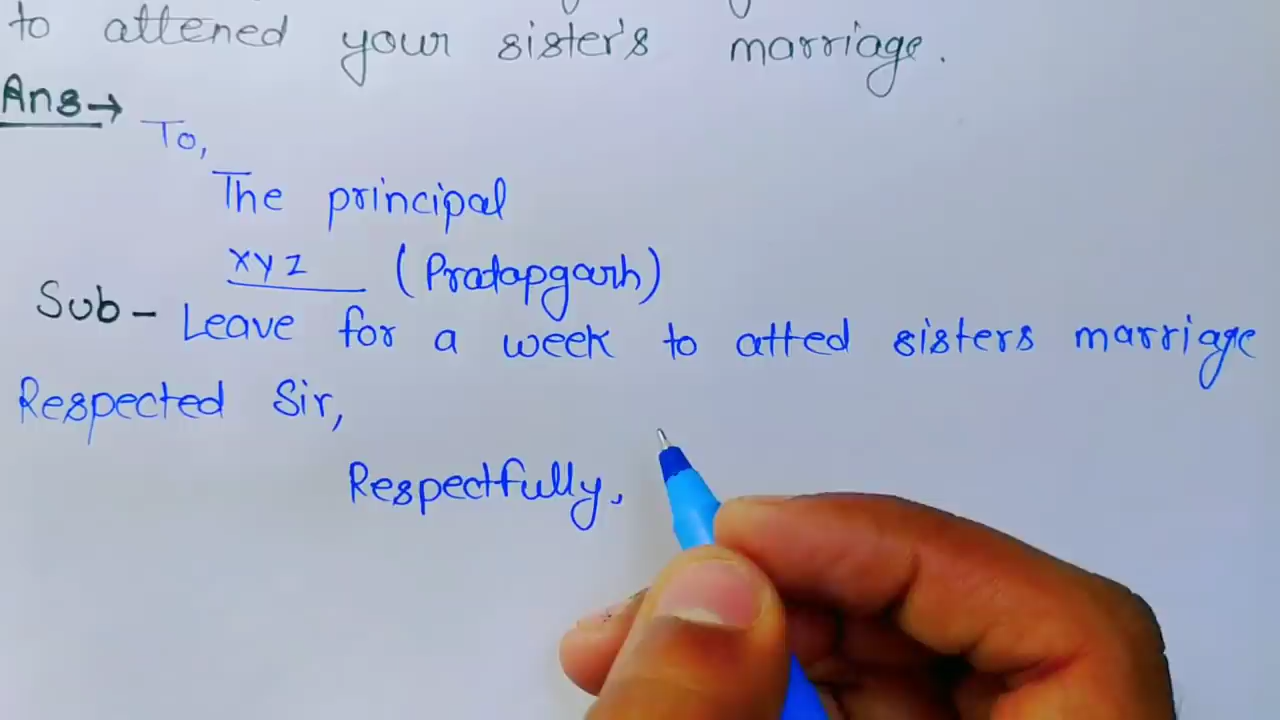 to attened your sister's marriage.
Ans→
To,
The principal
xyz (Pratapgarh)
Sub- Leave for a week to atted sisters marriage
Respected Sir,
Respectfully,